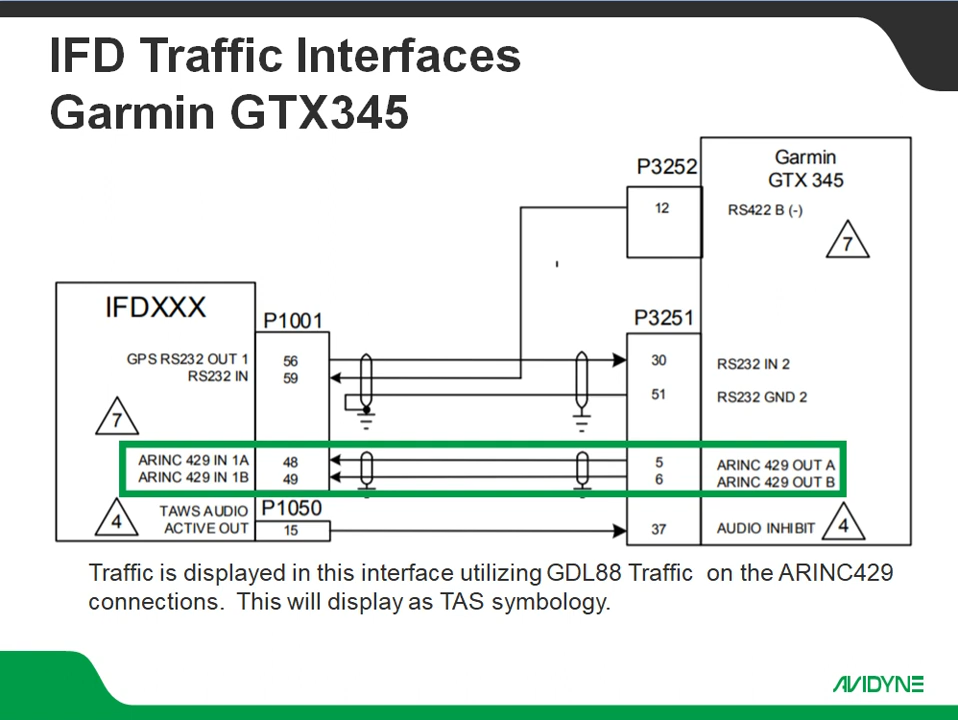 IFD Traffic Interfaces
Garmin GTX345
P3252
Garmin
GTX 345
12
RS422 B (-)
7
IFDXXX
P1001
P3251
GPS RS232 OUT 1
56
30
RS232 IN 2
RS232 IN
59
51
RS232 GND 2
7
ARINC 429 IN 1A
48
5
ARINC 429 OUT A
ARINC 429 IN 1B
49
6
ARINC 429 OUT B
4
TAWS AUDIO
ACTIVE OUT
P1050
15
37
AUDIO INHIBIT
4
Traffic is displayed in this interface utilizing GDL88 Traffic on the ARINC429
connections. This will display as TAS symbology.
AVIDYNE